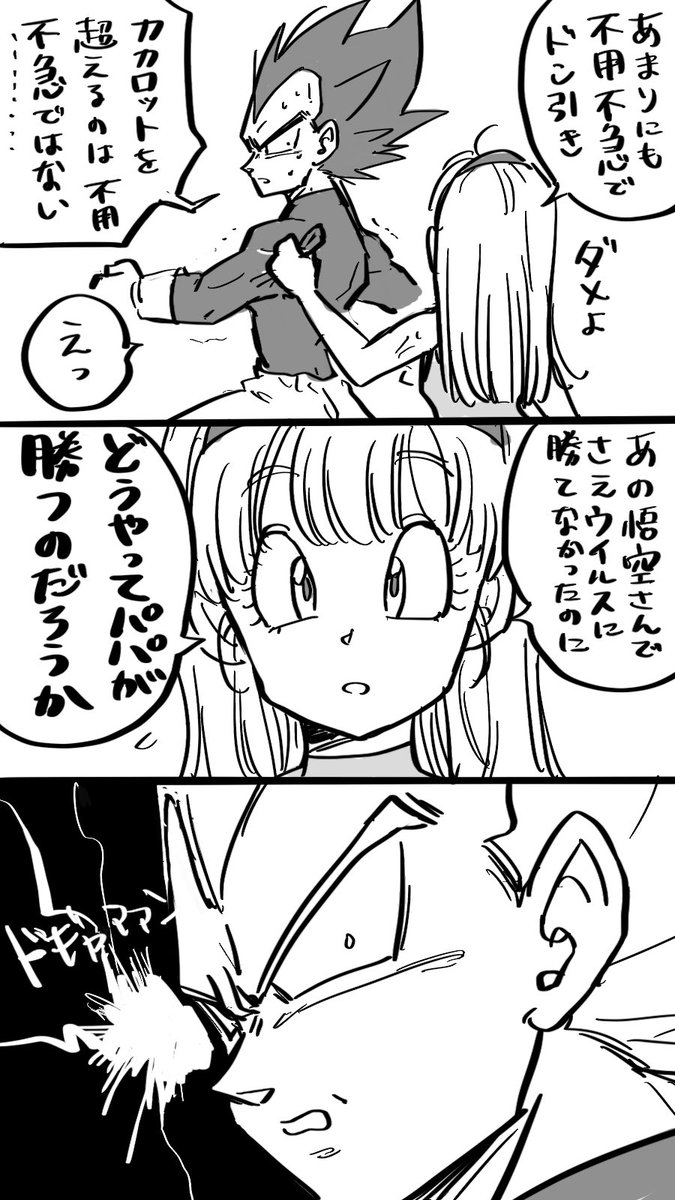 あまりにも
不用不急で
ドン引き
ダメよ
カカロットを
超えるのは 不用
不急ではない
…………
えっ
あの悟空さんで
さえウイルスに
勝てなかったのに
どうやってパパが
勝つのだろうか
ドギャアアアン